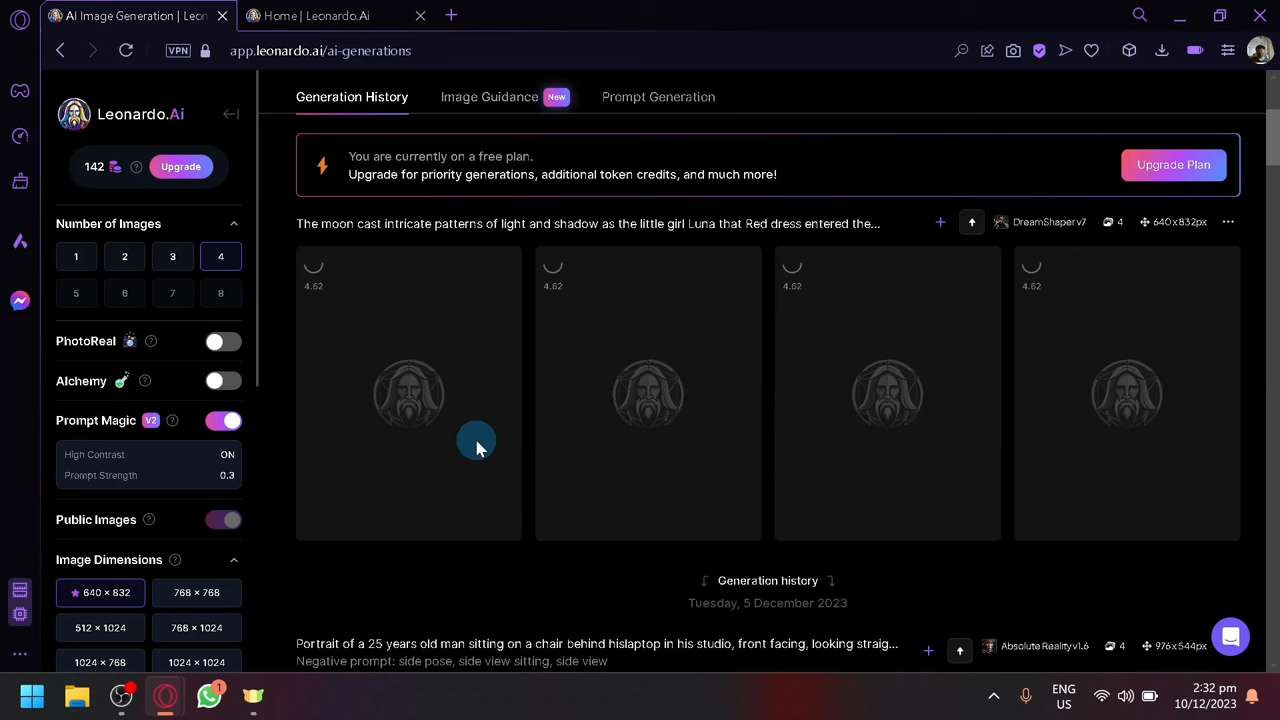 AI Image Generation | Leon
Home | Leonardo.Ai
VPN
app.leonardo.ai/ai-generations
Leonardo.Ai
142
Upgrade
Number of Images
1 2 3 4
5 6 7 8
PhotoReal
Alchemy
Prompt Magic V2
High Contrast ON
Prompt Strength 0.3
Public Images
Image Dimensions
640 × 832 768 × 768
512 × 1024 768 × 1024
1024 × 768 1024 × 1024
Generation History Image Guidance New Prompt Generation
You are currently on a free plan.
Upgrade for priority generations, additional token credits, and much more!
Upgrade Plan
The moon cast intricate patterns of light and shadow as the little girl Luna that Red dress entered the...
DreamShaper v7 4 640x832px
4.62 4.62 4.62 4.62
Generation history
Tuesday, 5 December 2023
Portrait of a 25 years old man sitting on a chair behind hislaptop in his studio, front facing, looking straig...
Absolute Reality v1.6 4 976x544px
Negative prompt: side pose, side view sitting, side view
1
ENG
US
2:32 pm
10/12/2023